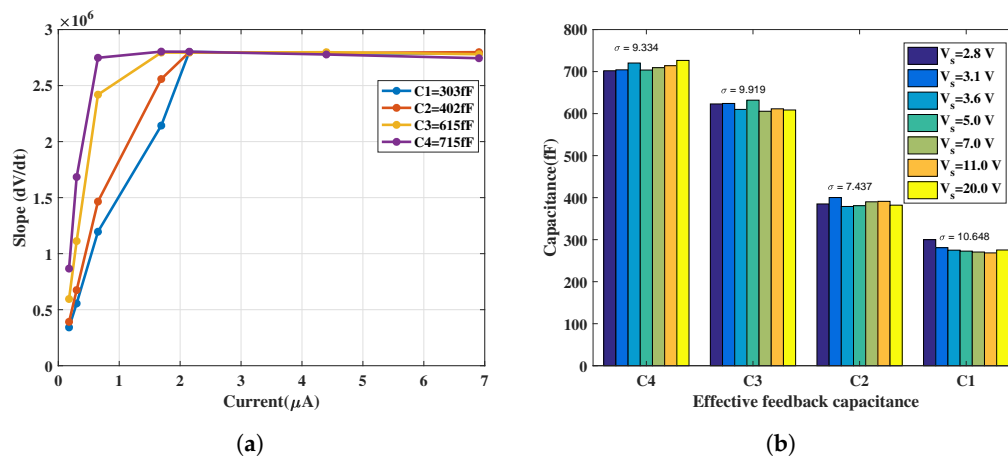 ×10⁶
3
2.5
2
1.5
1
0.5
0
Slope (dV/dt)
0 1 2 3 4 5 6 7
Current(μA)
C1=303fF
C2=402fF
C3=615fF
C4=715fF
(a)
800
700
600
500
400
300
200
100
0
Capacitance(fF)
σ = 9.334
σ = 9.919
σ = 7.437
σ = 10.648
Vₛ=2.8 V
Vₛ=3.1 V
Vₛ=3.6 V
Vₛ=5.0 V
Vₛ=7.0 V
Vₛ=11.0 V
Vₛ=20.0 V
C4 C3 C2 C1
Effective feedback capacitance
(b)